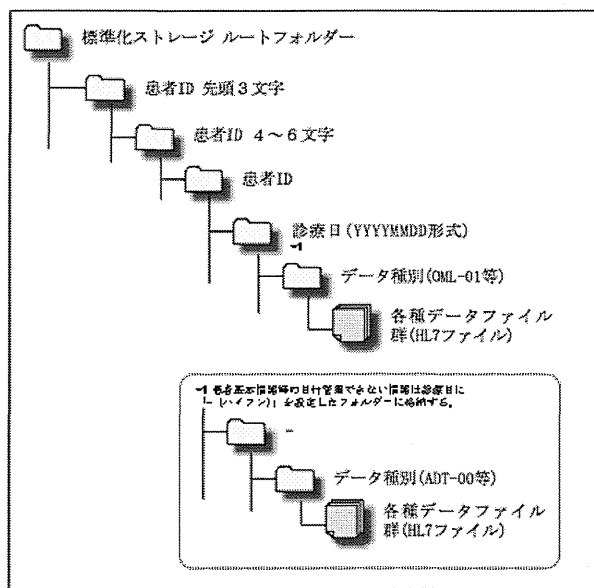 標準化ストレージ ルートフォルダー
患者ID 先頭3文字
患者ID 4～6文字
患者ID
診療日(YYYYMMDD形式)
*1
データ種別(OML-01等)
各種データファイル
群(HL7ファイル)
*1 患者基本情報等の日付管理できない情報は診療日に
「-(ハイフン)」を設定したフォルダーに格納する。
-
データ種別(ADT-00等)
各種データファイル
群(HL7ファイル)